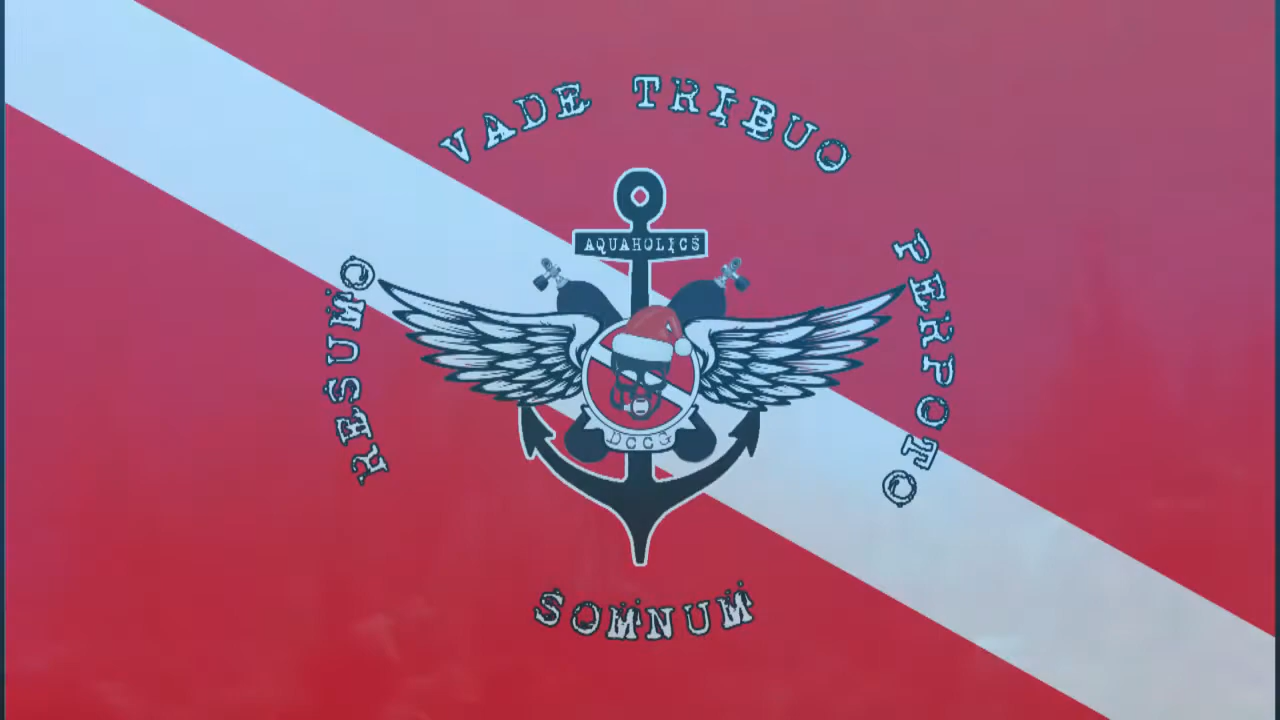 VADE TRIBUO
PERPOTO
SOMNUM
RESUMO
AQUAHOLICS
DCCG